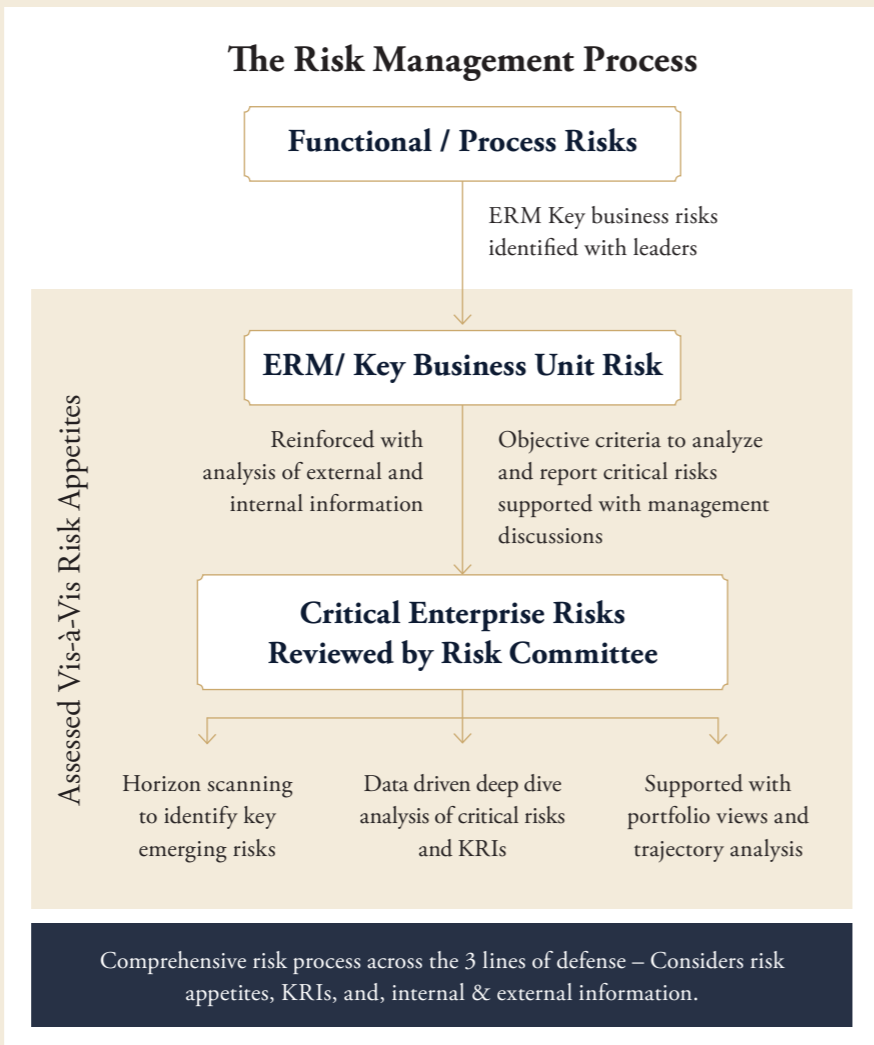 The Risk Management Process
Functional / Process Risks
ERM Key business risks
identified with leaders
Assessed Vis-à-Vis Risk Appetites
ERM/ Key Business Unit Risk
Reinforced with
analysis of external and
internal information
Objective criteria to analyze
and report critical risks
supported with management
discussions
Critical Enterprise Risks
Reviewed by Risk Committee
Horizon scanning
to identify key
emerging risks
Data driven deep dive
analysis of critical risks
and KRIs
Supported with
portfolio views and
trajectory analysis
Comprehensive risk process across the 3 lines of defense – Considers risk
appetites, KRIs, and, internal & external information.